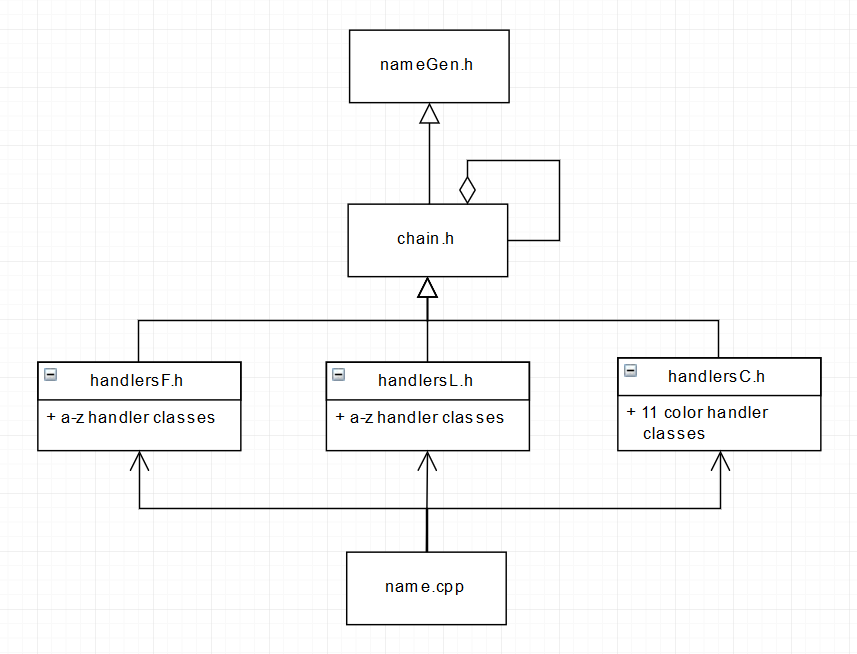 nameGen.h
chain.h
handlersF.h
+ a-z handler classes
handlersL.h
+ a-z handler classes
handlersC.h
+ 11 color handler
classes
name.cpp